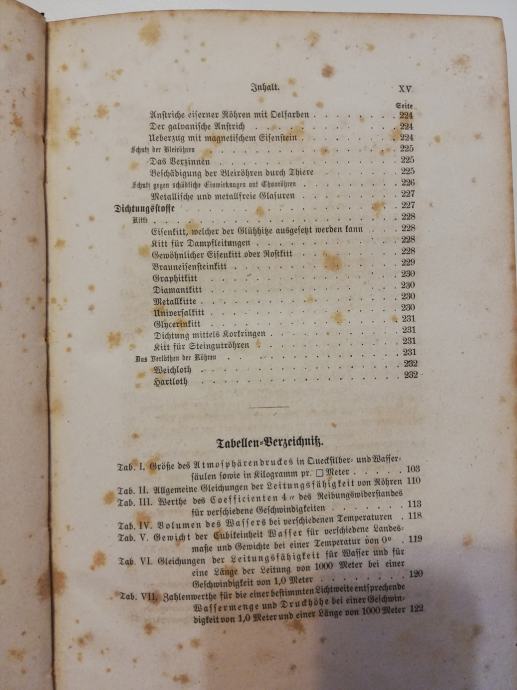 Inhalt. XV
Seite
Anstriche eiserner Röhren mit Oelfarben . . . . . . . 224
Der galvanische Anstrich . . . . . . . . . . . 224
Ueberzug mit magnetischem Eisenstein . . . . . . . 224
Schutz der Bleiröhren . . . . . . . . . . . . 225
Das Verzinnen . . . . . . . . . . . . . 225
Beschädigung der Bleiröhren durch Thiere . . . . . . 225
Schutz gegen schädliche Einwirkungen auf Thonröhren . . . . . 226
Metallische und metallfreie Glasuren . . . . . . . 227
Dichtungsstoffe . . . . . . . . . . . . . 227
Kitte . . . . . . . . . . . . . . . 228
Eisenkitt, welcher der Glühhitze ausgesetzt werden kann . . 228
Kitt für Dampfleitungen . . . . . . . . . . . 228
Gewöhnlicher Eisenkitt oder Rostkitt . . . . . . . 228
Brauneisensteinkitt . . . . . . . . . . . . 229
Graphitkitt . . . . . . . . . . . . . . 230
Diamantkitt . . . . . . . . . . . . . . 230
Metallkitte . . . . . . . . . . . . . . 230
Universalkitt . . . . . . . . . . . . . 230
Glycerinkitt . . . . . . . . . . . . . . 231
Dichtung mittels Korkringen . . . . . . . . . . 231
Kitt für Steingutröhren . . . . . . . . . . . 231
Das Verlöthen der Röhren . . . . . . . . . . . 231
Weichloth . . . . . . . . . . . . . . 232
Hartloth . . . . . . . . . . . . . . . 232
Tabellen-Verzeichniß.
Tab. I. Größe des Atmosphärendruckes in Quecksilber- und Wasser-
säulen sowie in Kilogramm pr. □ Meter . . . . . 103
Tab. II. Allgemeine Gleichungen der Leitungsfähigkeit von Röhren 110
Tab. III. Werthe des Coefficienten 4 des Reibungswiderstandes
für verschiedene Geschwindigkeiten . . . . . . . 113
Tab. IV. Volumen des Wassers bei verschiedenen Temperaturen . 118
Tab. V. Gewicht der Cubikeinheit Wasser für verschiedene Landes-
maße und Gewichte bei einer Temperatur von 0° . 119
Tab. VI. Gleichungen der Leitungsfähigkeit für Wasser und für
eine Länge der Leitung von 1000 Meter bei einer
Geschwindigkeit von 1,0 Meter . . . . . . . . 120
Tab. VII. Zahlenwerthe für die einer bestimmten Lichtweite entsprechende
Wassermenge und Druckhöhe bei einer Geschwin-
digkeit von 1,0 Meter und einer Länge von 1000 Meter 122